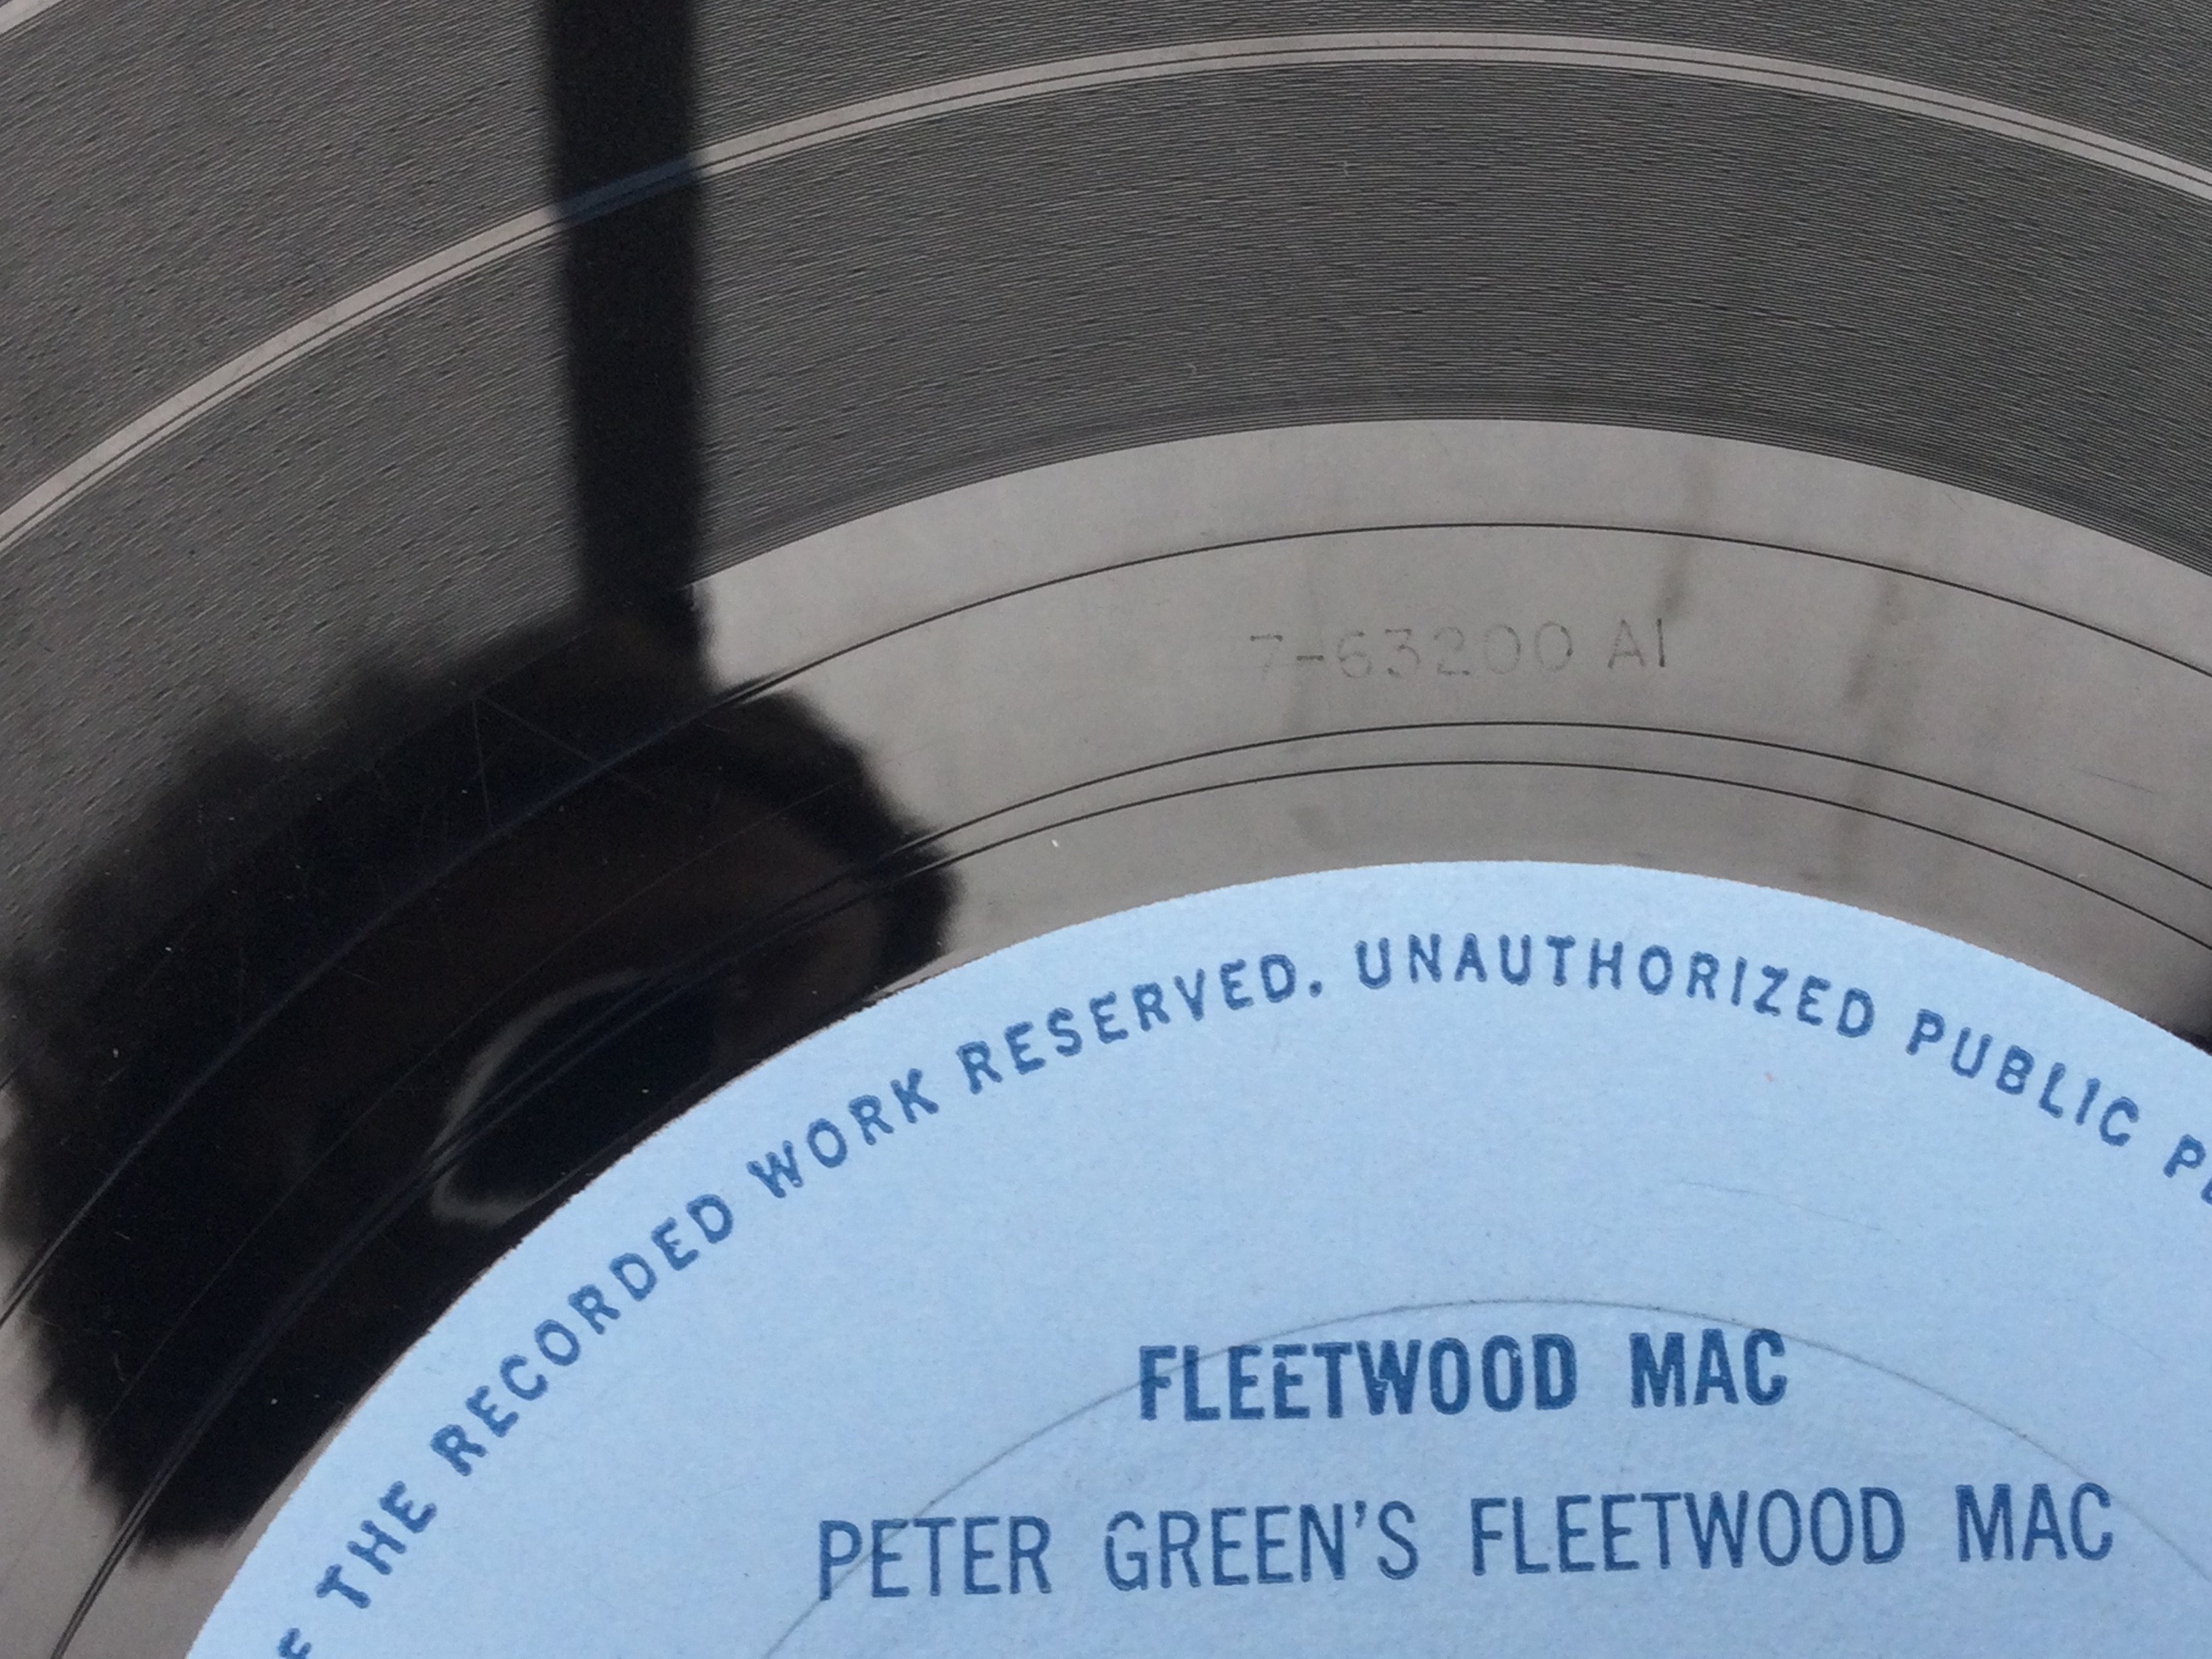 7-63200 A1
THE RECORDED WORK RESERVED. UNAUTHORIZED PUBLIC
FLEETWOOD MAC
PETER GREEN'S FLEETWOOD MAC